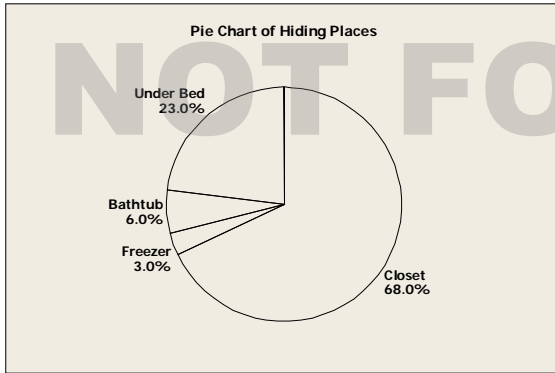 Pie Chart of Hiding Places
NOT FO
Under Bed
23.0%
Bathtub
6.0%
Freezer
3.0%
Closet
68.0%